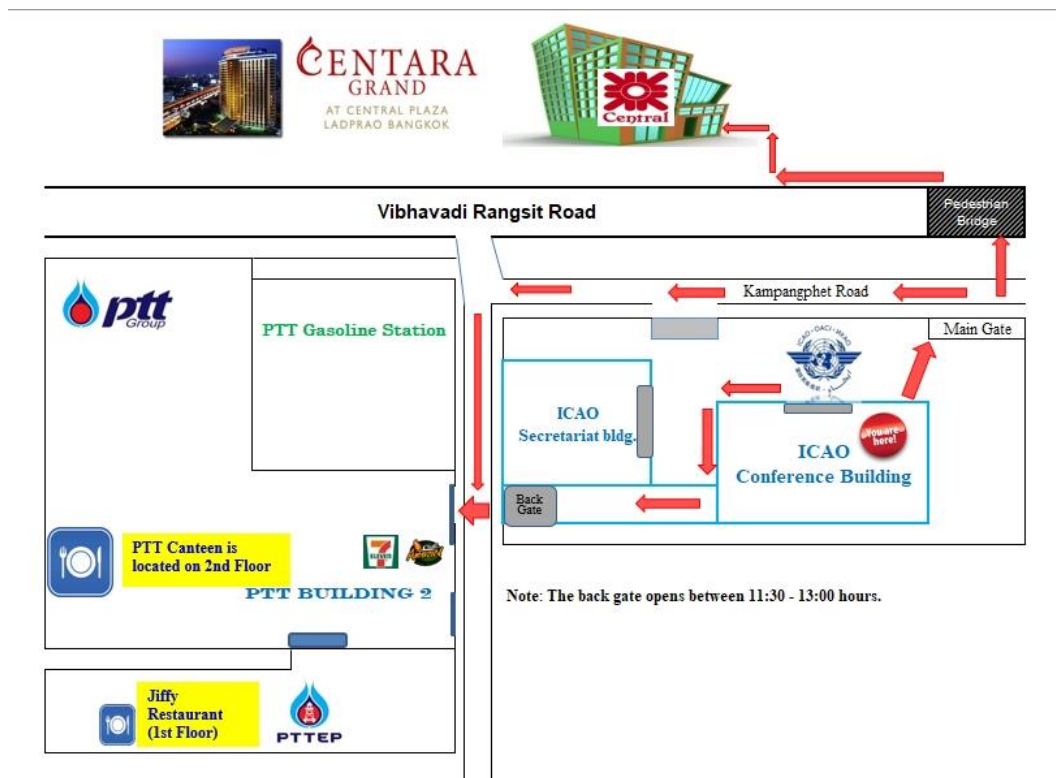 CENTARA
GRAND
AT CENTRAL PLAZA
LADPRAO BANGKOK
Central
Vibhavadi Rangsit Road
Pedestrian
Bridge
ptt
Group
PTT Gasoline Station
Kampangphet Road
Main Gate
ICAO
Secretariat bldg.
You are
here!
ICAO
Conference Building
Back
Gate
PTT Canteen is
located on 2nd Floor
7
ELEVEN
PTT BUILDING 2
Note: The back gate opens between 11:30 - 13:00 hours.
Jiffy
Restaurant
(1st Floor)
PTTEP